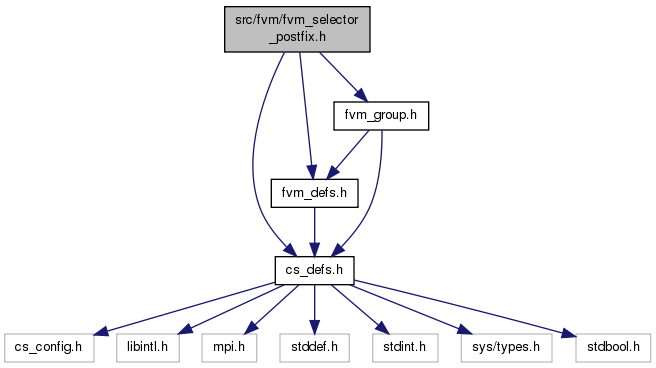 src/fvm/fvm_selector
_postfix.h
fvm_group.h
fvm_defs.h
cs_defs.h
cs_config.h
libintl.h
mpi.h
stddef.h
stdint.h
sys/types.h
stdbool.h